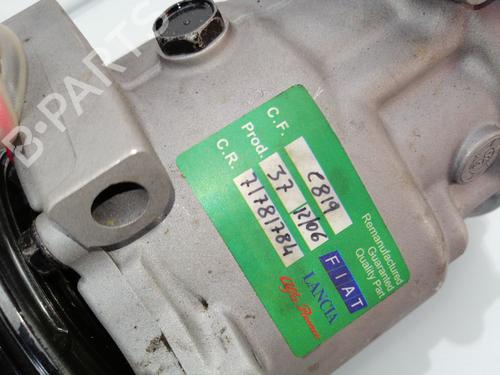 B-PARTS
C.F. C819
Prod. 37 12/06
C.R. 71781784
Remanufactured
Guaranteed
Quality Part
FIAT
LANCIA
Alfa Romeo